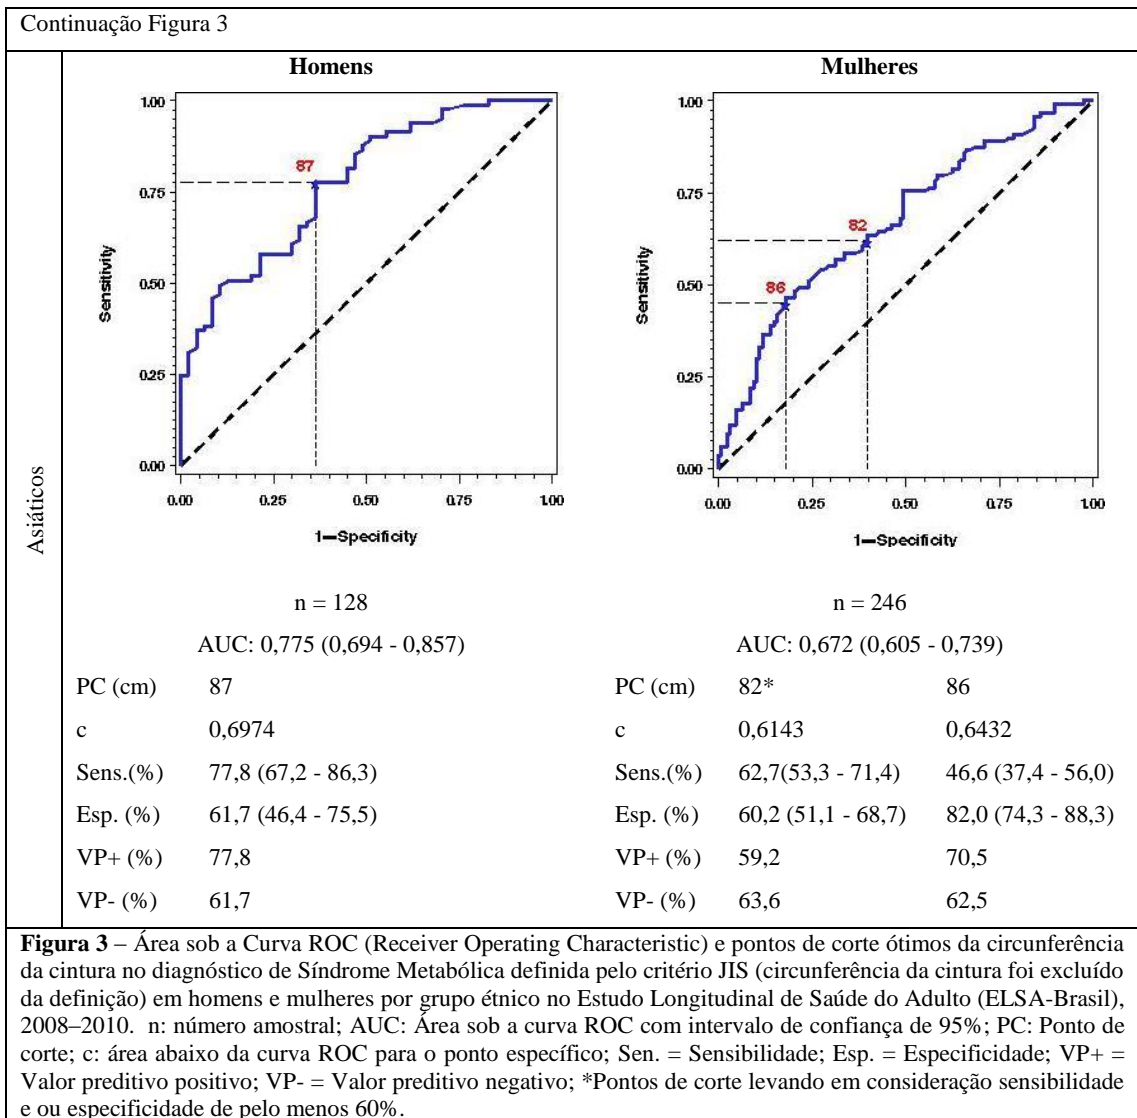 Continuação Figura 3
Asiáticos
Homens
1.00
0.75
0.50
0.25
0.00
Sensitivity
87
0.00 0.25 0.50 0.75 1.00
1-Specificity
n = 128
AUC: 0,775 (0,694 - 0,857)
PC (cm) 87
c 0,6974
Sens.(%) 77,8 (67,2 - 86,3)
Esp. (%) 61,7 (46,4 - 75,5)
VP+ (%) 77,8
VP- (%) 61,7
Mulheres
1.00
0.75
0.50
0.25
0.00
Sensitivity
82
86
0.00 0.25 0.50 0.75 1.00
1-Specificity
n = 246
AUC: 0,672 (0,605 - 0,739)
PC (cm) 82* 86
c 0,6143 0,6432
Sens.(%) 62,7(53,3 - 71,4) 46,6 (37,4 - 56,0)
Esp. (%) 60,2 (51,1 - 68,7) 82,0 (74,3 - 88,3)
VP+ (%) 59,2 70,5
VP- (%) 63,6 62,5
Figura 3 – Área sob a Curva ROC (Receiver Operating Characteristic) e pontos de corte ótimos da circunferência
da cintura no diagnóstico de Síndrome Metabólica definida pelo critério JIS (circunferência da cintura foi excluído
da definição) em homens e mulheres por grupo étnico no Estudo Longitudinal de Saúde do Adulto (ELSA-Brasil),
2008–2010. n: número amostral; AUC: Área sob a curva ROC com intervalo de confiança de 95%; PC: Ponto de
corte; c: área abaixo da curva ROC para o ponto específico; Sen. = Sensibilidade; Esp. = Especificidade; VP+ =
Valor preditivo positivo; VP- = Valor preditivo negativo; *Pontos de corte levando em consideração sensibilidade
e ou especificidade de pelo menos 60%.